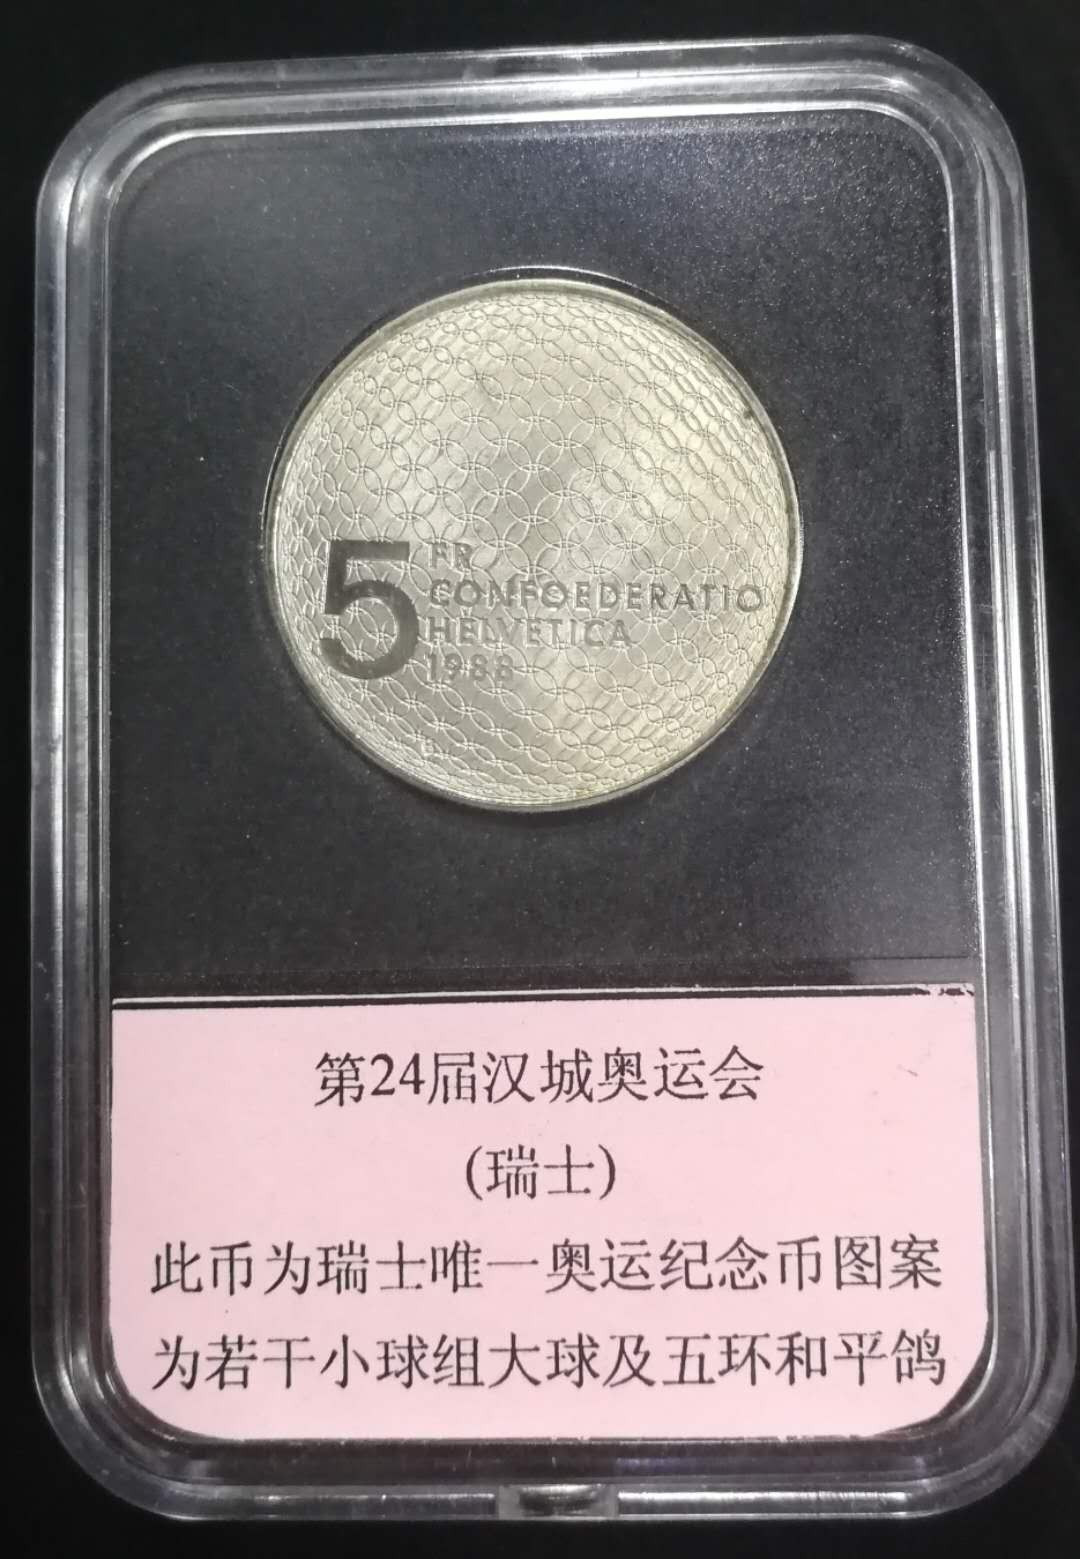 5
FR
CONFOEDERATIO
HELVETICA
1988
第24届汉城奥运会
(瑞士)
此币为瑞士唯一奥运纪念币图案
为若干小球组大球及五环和平鸽